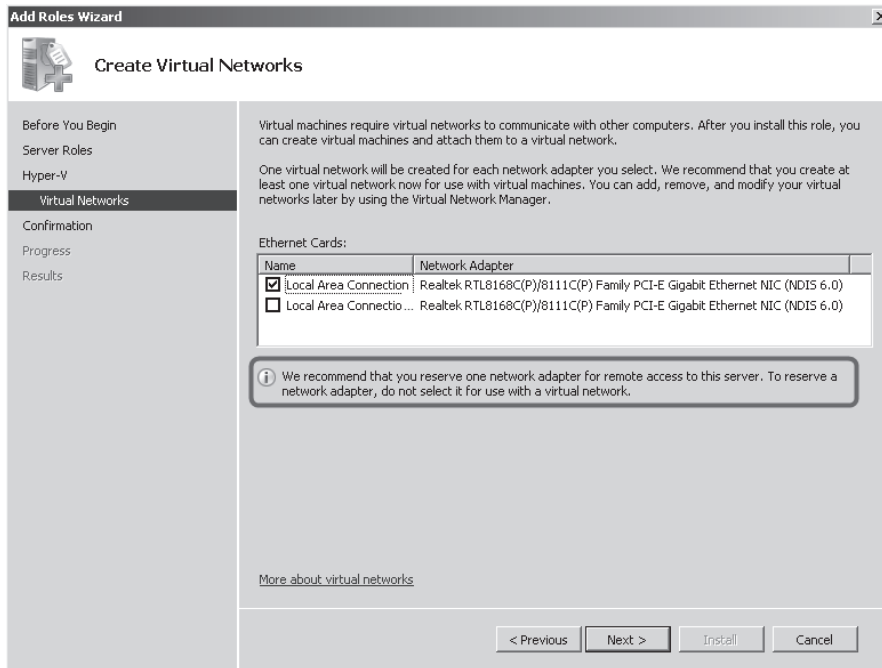 Add Roles Wizard
Create Virtual Networks
Before You Begin
Server Roles
Hyper-V
Virtual Networks
Confirmation
Progress
Results
Virtual machines require virtual networks to communicate with other computers. After you install this role, you
can create virtual machines and attach them to a virtual network.
One virtual network will be created for each network adapter you select. We recommend that you create at
least one virtual network now for use with virtual machines. You can add, remove, and modify your virtual
networks later by using the Virtual Network Manager.
Ethernet Cards:
Name Network Adapter
Local Area Connection Realtek RTL8168C(P)/8111C(P) Family PCI-E Gigabit Ethernet NIC (NDIS 6.0)
Local Area Connectio... Realtek RTL8168C(P)/8111C(P) Family PCI-E Gigabit Ethernet NIC (NDIS 6.0)
We recommend that you reserve one network adapter for remote access to this server. To reserve a
network adapter, do not select it for use with a virtual network.
More about virtual networks
< Previous Next > Install Cancel